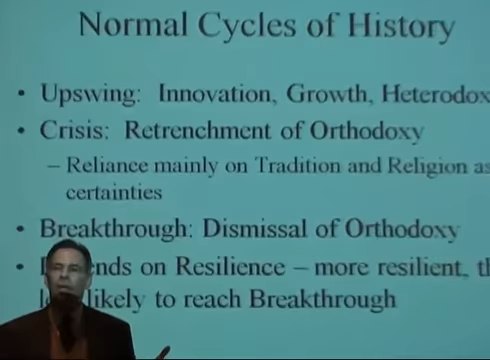 Normal Cycles of History
• Upswing: Innovation, Growth, Heterodox
• Crisis: Retrenchment of Orthodoxy
– Reliance mainly on Tradition and Religion as
certainties
• Breakthrough: Dismissal of Orthodoxy
• on Resilience – more resilient,
likely to reach Breakthrough